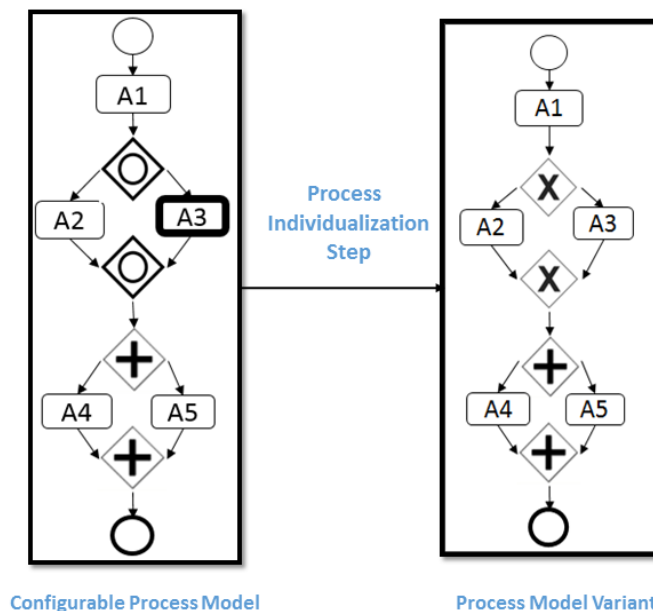 A1
A2
A3
A4
A5
Process
Individualization
Step
A1
X
A2
A3
X
A4
A5
Configurable Process Model
Process Model Variant